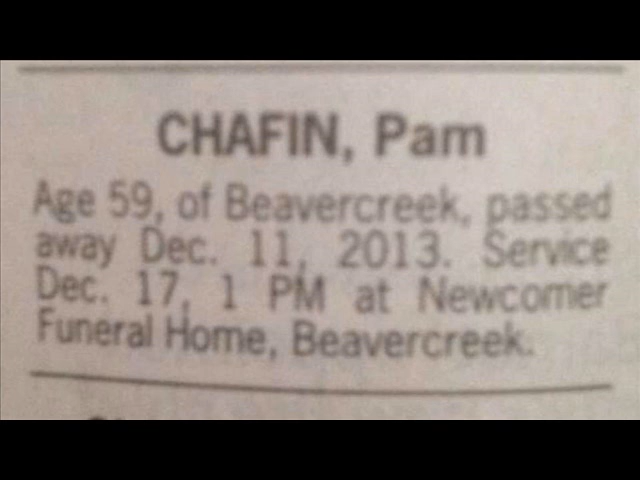 CHAFIN, Pam
Age 59, of Beavercreek, passed
away Dec. 11, 2013. Service
Dec. 17, 1 PM at Newcomer
Funeral Home, Beavercreek.